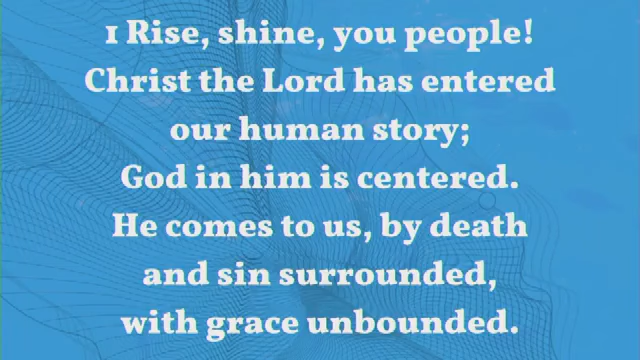 1 Rise, shine, you people!
Christ the Lord has entered
our human story;
God in him is centered.
He comes to us, by death
and sin surrounded,
with grace unbounded.